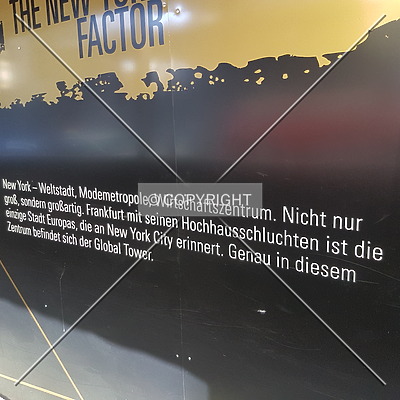 THE NEW YORK
FACTOR
New York – Weltstadt, Modemetropole, Wirtschaftszentrum. Nicht nur
groß, sondern großartig. Frankfurt mit seinen Hochhausschluchten ist die
einzige Stadt Europas, die an New York City erinnert. Genau in diesem
Zentrum befindet sich der Global Tower.
©COPYRIGHT